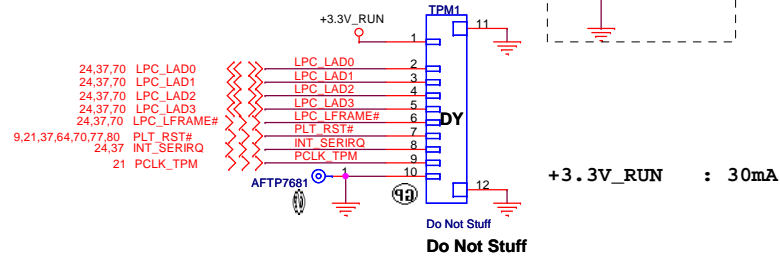 TPM1
+3.3V_RUN
11
1
24,37,70 LPC_LAD0 LPC_LAD0 2
24,37,70 LPC_LAD1 LPC_LAD1 3
24,37,70 LPC_LAD2 LPC_LAD2 4
24,37,70 LPC_LAD3 LPC_LAD3 5
24,37,70 LPC_LFRAME# LPC_LFRAME# 6
DY
9,21,37,64,70,77,80 PLT_RST# PLT_RST# 7
24,37 INT_SERIRQ INT_SERIRQ 8
21 PCLK_TPM PCLK_TPM 9
AFTP7681 1 10
12
+3.3V_RUN : 30mA
Do Not Stuff
Do Not Stuff